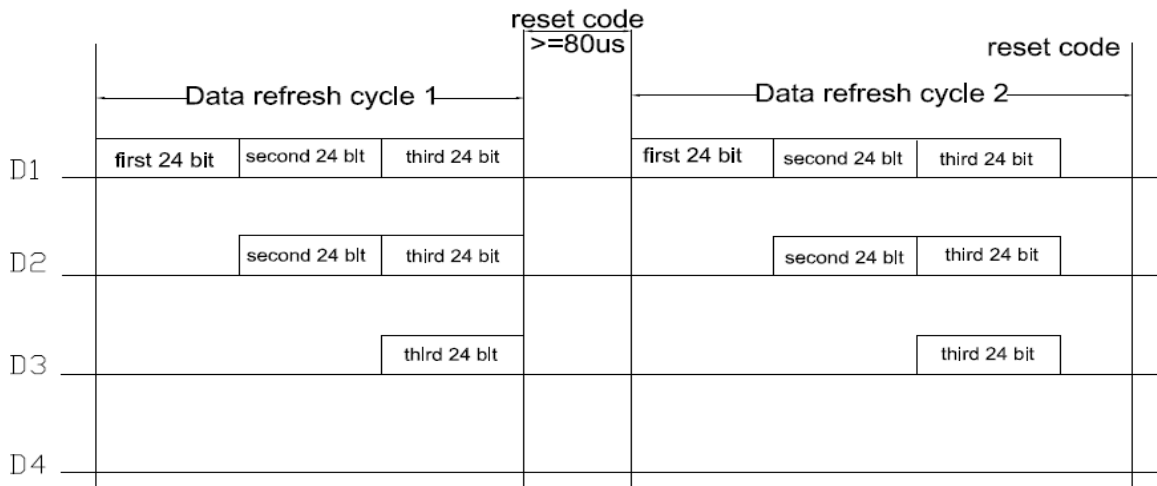 reset code
>=80us
reset code
Data refresh cycle 1
Data refresh cycle 2
D1
first 24 bit
second 24 blt
third 24 bit
first 24 bit
second 24 blt
third 24 bit
D2
second 24 blt
third 24 bit
second 24 blt
third 24 bit
D3
thlrd 24 blt
third 24 bit
D4